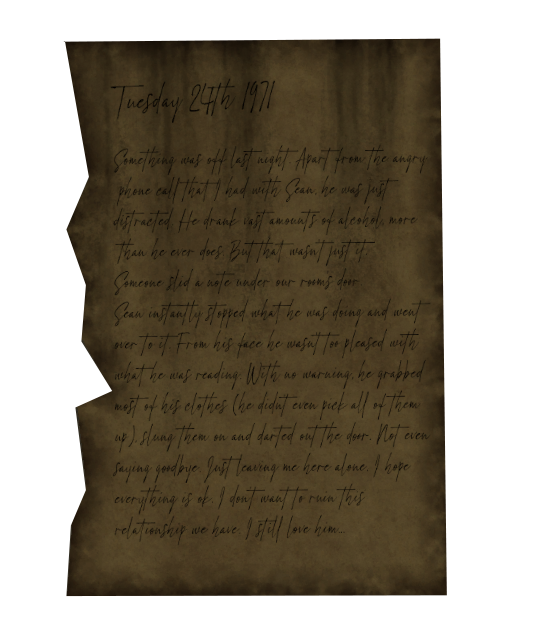 Tuesday 24th 1971
Something was off last night. Apart from the angry
phone call that I had with Sean, he was just
distracted. He drank vast amounts of alcohol, more
than he ever does. But that wasn't just it.
Someone slid a note under our rooms door.
Sean instantly stopped what he was doing and went
over to it. From his face he wasnt too pleased with
what he was reading. With no warning, he grapped
most of his clothes (he didnt even pick all of them
up), slung them on and darted out the door. Not even
saying goodbye. Just leaving me here alone. I hope
everything is ok. I dont want to ruin this
relationship we have. I still love him...